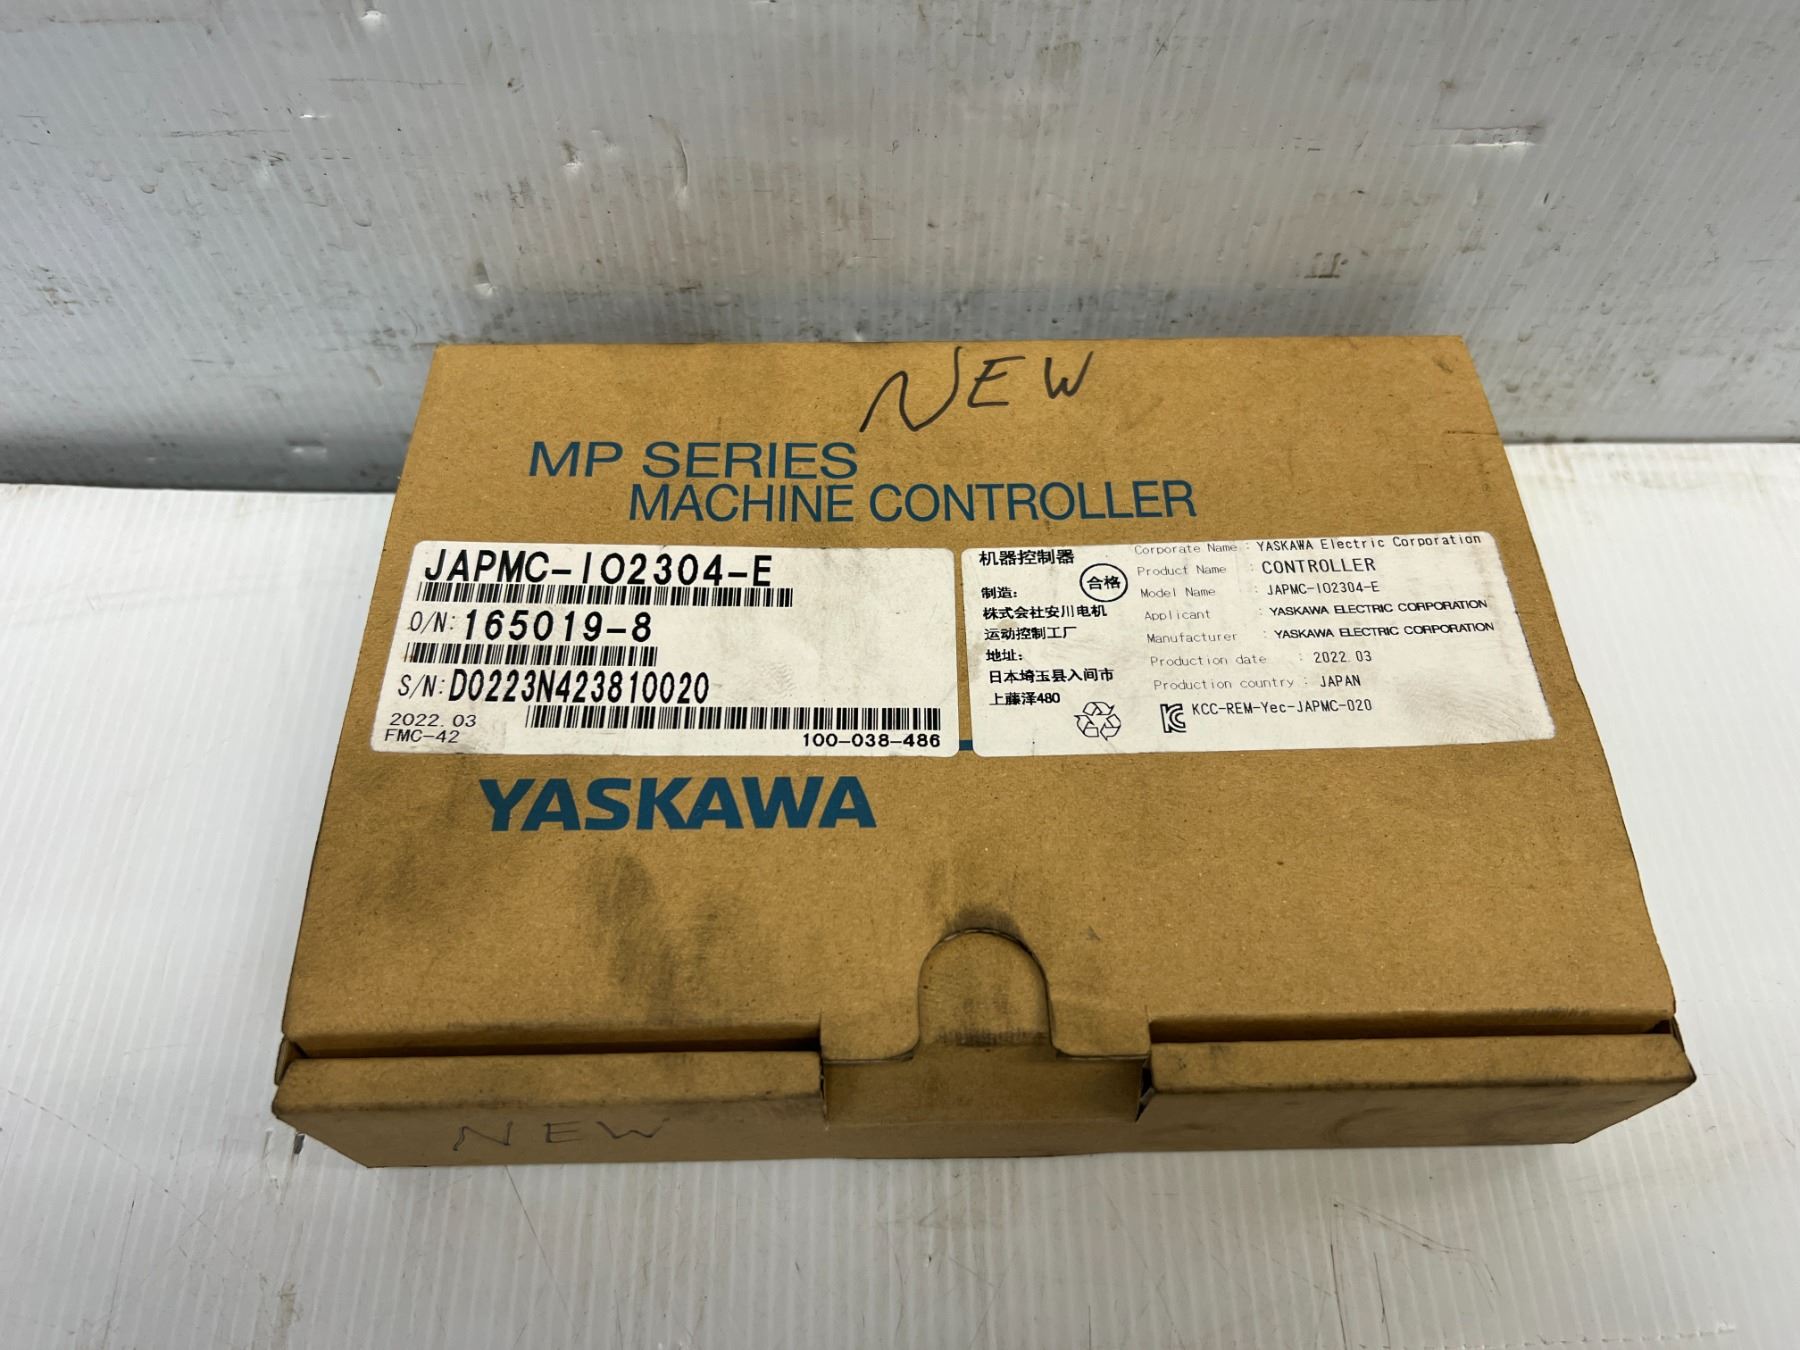 NEW
MP SERIES
MACHINE CONTROLLER
JAPMC-IO2304-E
O/N: 165019-8
S/N: D0223N423810020
2022.03
FMC-42
100-038-486
机器控制器
合格
制造:
株式会社安川电机
运动控制工厂
地址:
日本埼玉县入间市
上藤泽480
Corporate Name : YASKAWA Electric Corporation
Product Name : CONTROLLER
Model Name : JAPMC-IO2304-E
Applicant : YASKAWA ELECTRIC CORPORATION
Manufacturer : YASKAWA ELECTRIC CORPORATION
Production date : 2022.03
Production country : JAPAN
KCC-REM-Yec-JAPMC-020
YASKAWA
NEW